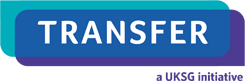 TRANSFER
a UKSG initiative